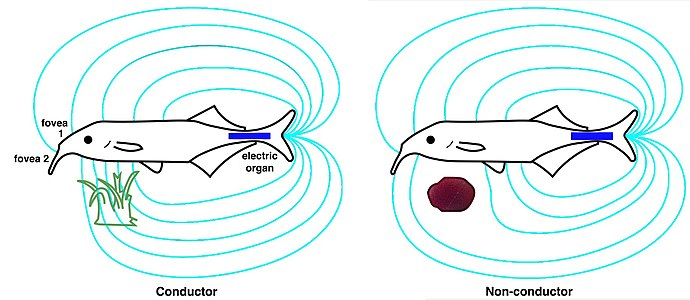 fovea
1
fovea 2
electric
organ
Conductor
Non-conductor